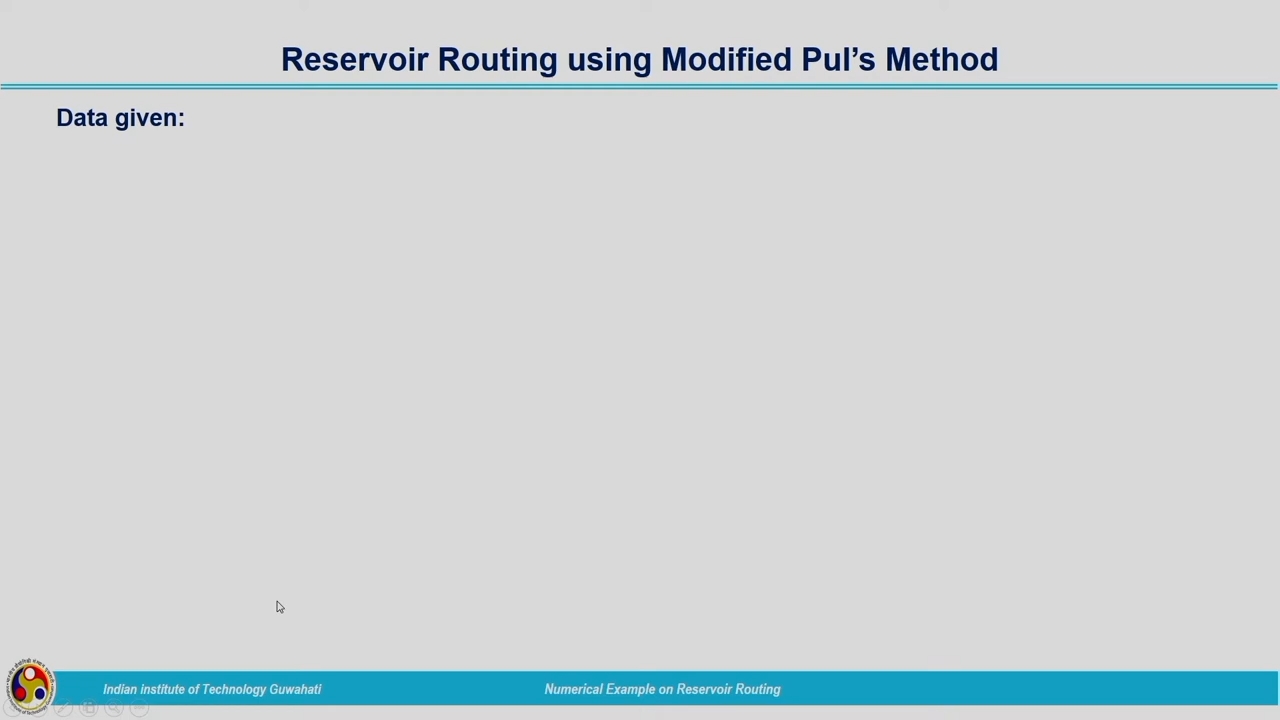 Reservoir Routing using Modified Pul’s Method
Data given:
Indian institute of Technology Guwahati
Numerical Example on Reservoir Routing